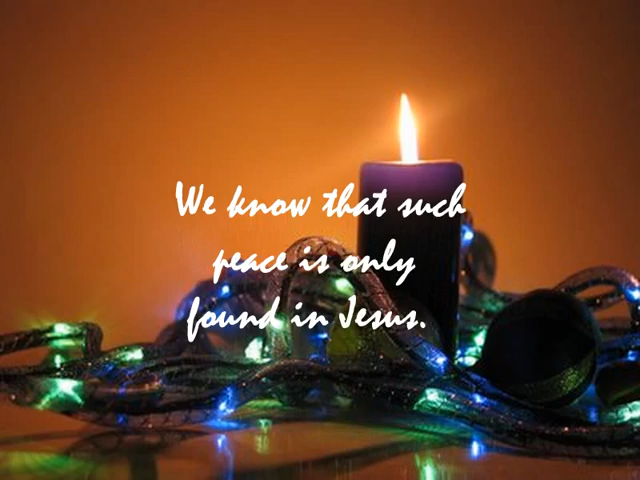 We know that such
peace is only
found in Jesus.